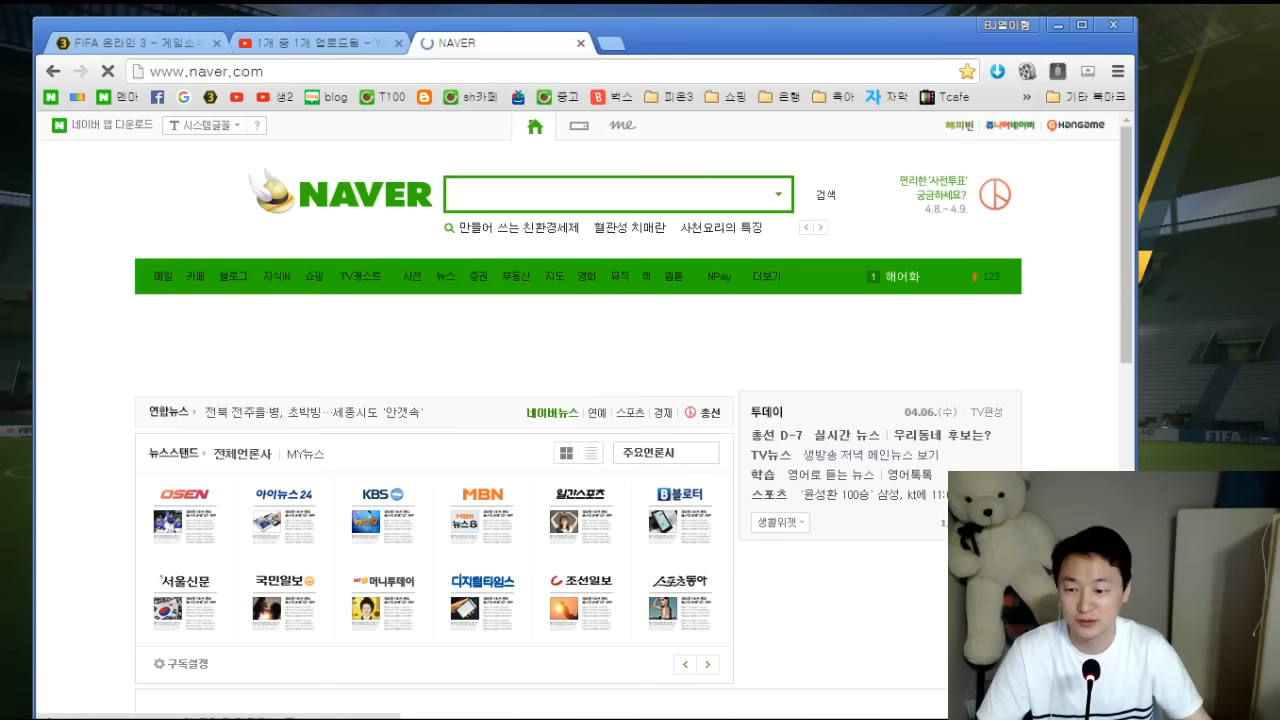 BJ열이형
FIFA 온라인 3 - 게임소
1개 중 1개 업로드됨 - Yo
NAVER
www.naver.com
덴마
생2
blog
T100
sh카페
중고
벅스
피온3
쇼핑
은행
육아
자막
Tcafe
»
기타 북마크
네이버 앱 다운로드
T 시스템글꼴
?
me
해피빈
쥬니어네이버
HANGAME
NAVER
검색
편리한 '사전투표'
궁금하세요?
4.8.~4.9.
만들어 쓰는 친환경세제 혈관성 치매란 사천요리의 특징
메일 카페 블로그 지식iN 쇼핑 TV캐스트 사전 뉴스 증권 부동산 지도 영화 뮤직 책 웹툰 NPay 더보기
1 해어화 123
연합뉴스 전북 전주을·병, 초박빙…세종시도 '안갯속'
네이버뉴스 연예 스포츠 경제 총선
투데이 04.06.(수) TV편성
총선 D-7 실시간 뉴스 우리동네 후보는?
TV뉴스 생방송 저녁 메인뉴스 보기
학습 영어로 듣는 뉴스 영어톡톡
스포츠 '윤성환 100승' 삼성, kt에 11:
생활위젯
뉴스스탠드 전체언론사 MY뉴스
주요언론사
OSEN 아이뉴스24 KBS MBN 일간스포츠 블로터
MBN
뉴스8
서울신문 국민일보 머니투데이 디지털타임스 조선일보 스포츠동아
구독설정
FIFA.co